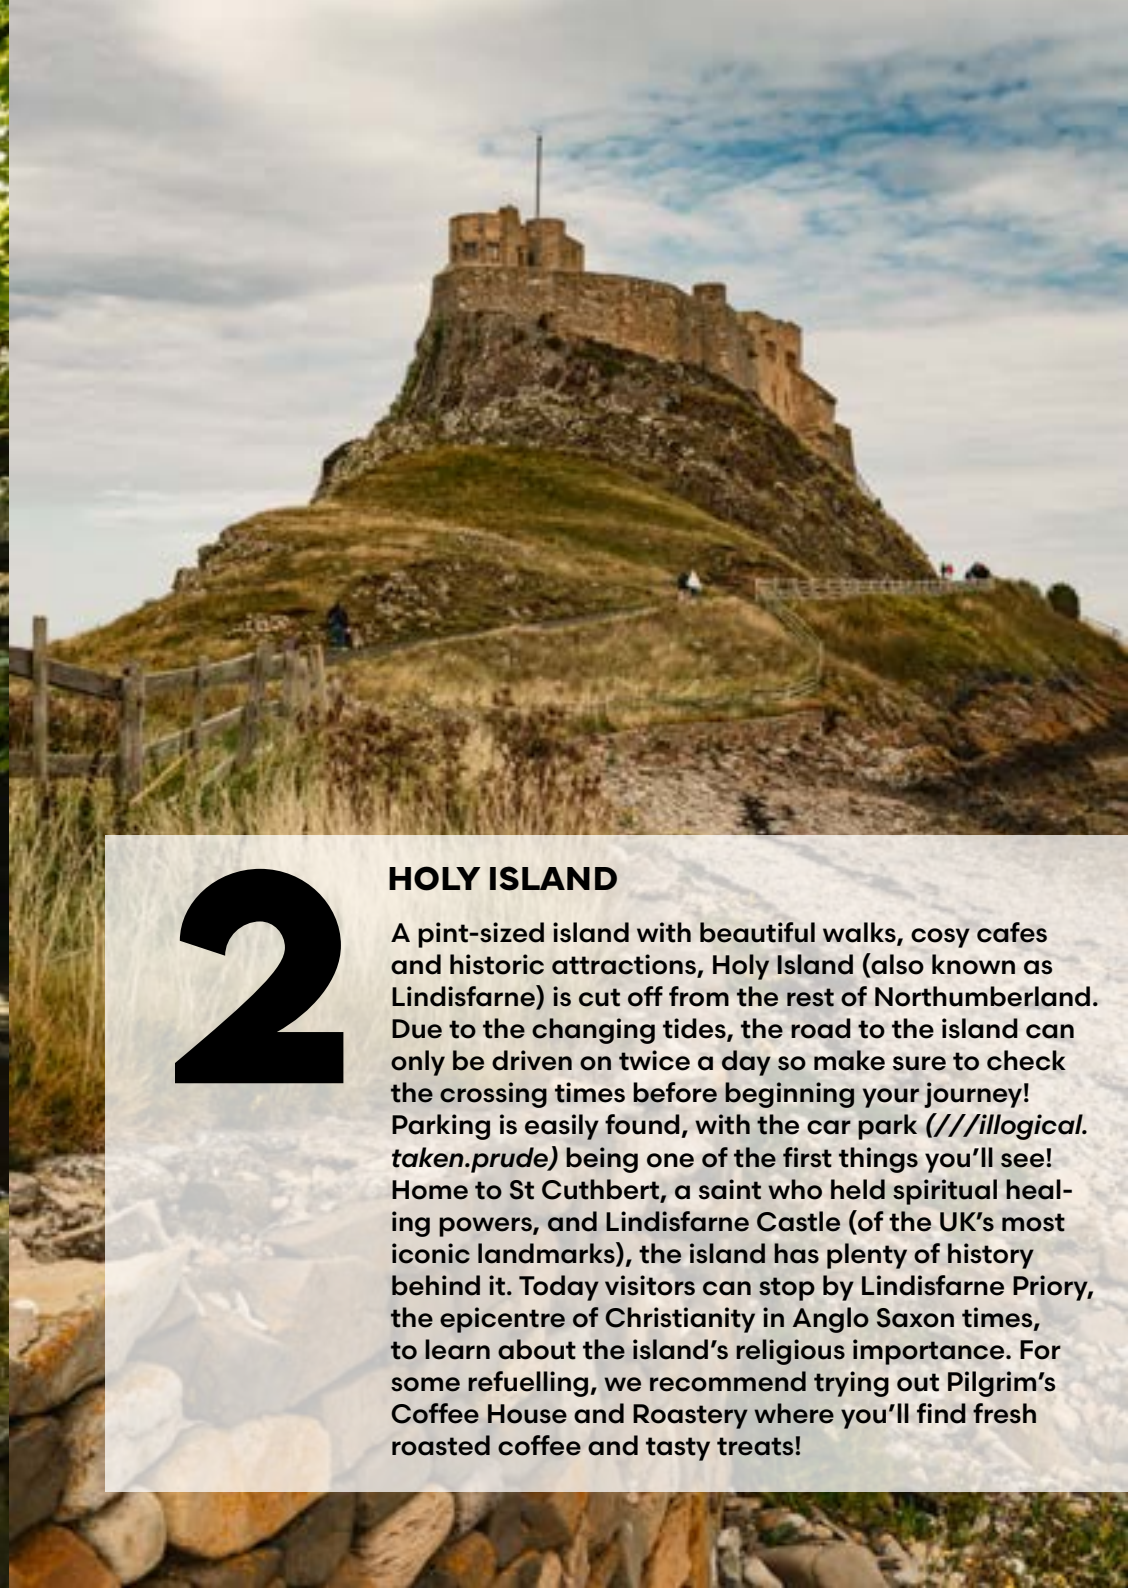 2
HOLY ISLAND
A pint-sized island with beautiful walks, cosy cafes
and historic attractions, Holy Island (also known as
Lindisfarne) is cut off from the rest of Northumberland.
Due to the changing tides, the road to the island can
only be driven on twice a day so make sure to check
the crossing times before beginning your journey!
Parking is easily found, with the car park (///illogical.
taken.prude) being one of the first things you’ll see!
Home to St Cuthbert, a saint who held spiritual heal-
ing powers, and Lindisfarne Castle (of the UK’s most
iconic landmarks), the island has plenty of history
behind it. Today visitors can stop by Lindisfarne Priory,
the epicentre of Christianity in Anglo Saxon times,
to learn about the island’s religious importance. For
some refuelling, we recommend trying out Pilgrim’s
Coffee House and Roastery where you’ll find fresh
roasted coffee and tasty treats!